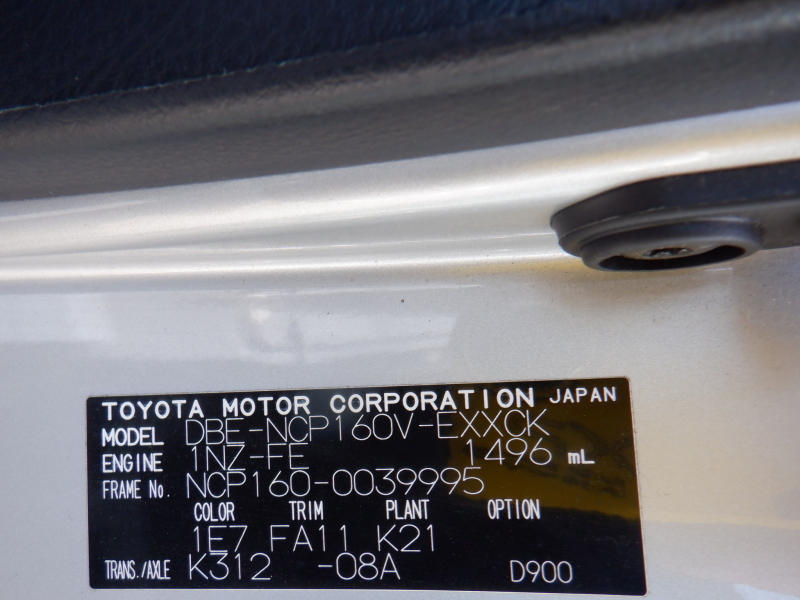 TOYOTA MOTOR CORPORATION JAPAN
MODEL DBE-NCP160V-EXXCK
ENGINE 1NZ-FE 1496 mL
FRAME No. NCP160-0039995
COLOR TRIM PLANT OPTION
1E7 FA11 K21
TRANS./AXLE K312 -08A D900